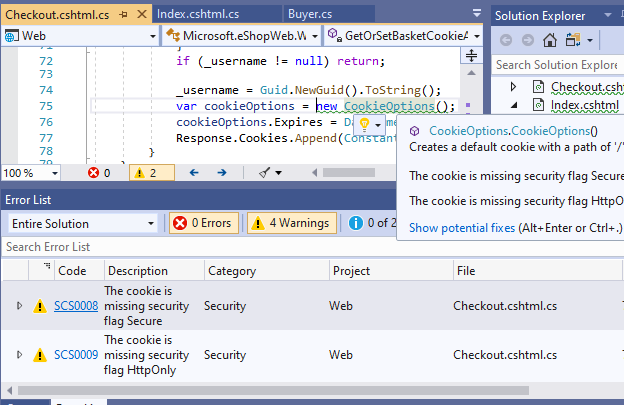 Checkout.cshtml.cs
Index.cshtml.cs
Buyer.cs
Solution Explorer
Web
Microsoft.eShopWeb.W
GetOrSetBasketCookieA
Search Solution Explorer
71 }
72 if (_username != null) return;
73
74 _username = Guid.NewGuid().ToString();
75 var cookieOptions = new CookieOptions();
76 cookieOptions.Expires =
77 Response.Cookies.Append(Constant
78 }
79 }
Checkout.cshtml
Index.cshtml
CookieOptions.CookieOptions()
Creates a default cookie with a path of '/'
The cookie is missing security flag Secure
The cookie is missing security flag HttpO
Show potential fixes (Alt+Enter or Ctrl+.)
100 % 0 2
Error List
Entire Solution 0 Errors 4 Warnings 0 of 2
Search Error List
Code Description Category Project File
SCS0008 The cookie is missing security flag Secure Security Web Checkout.cshtml.cs
SCS0009 The cookie is missing security flag HttpOnly Security Web Checkout.cshtml.cs